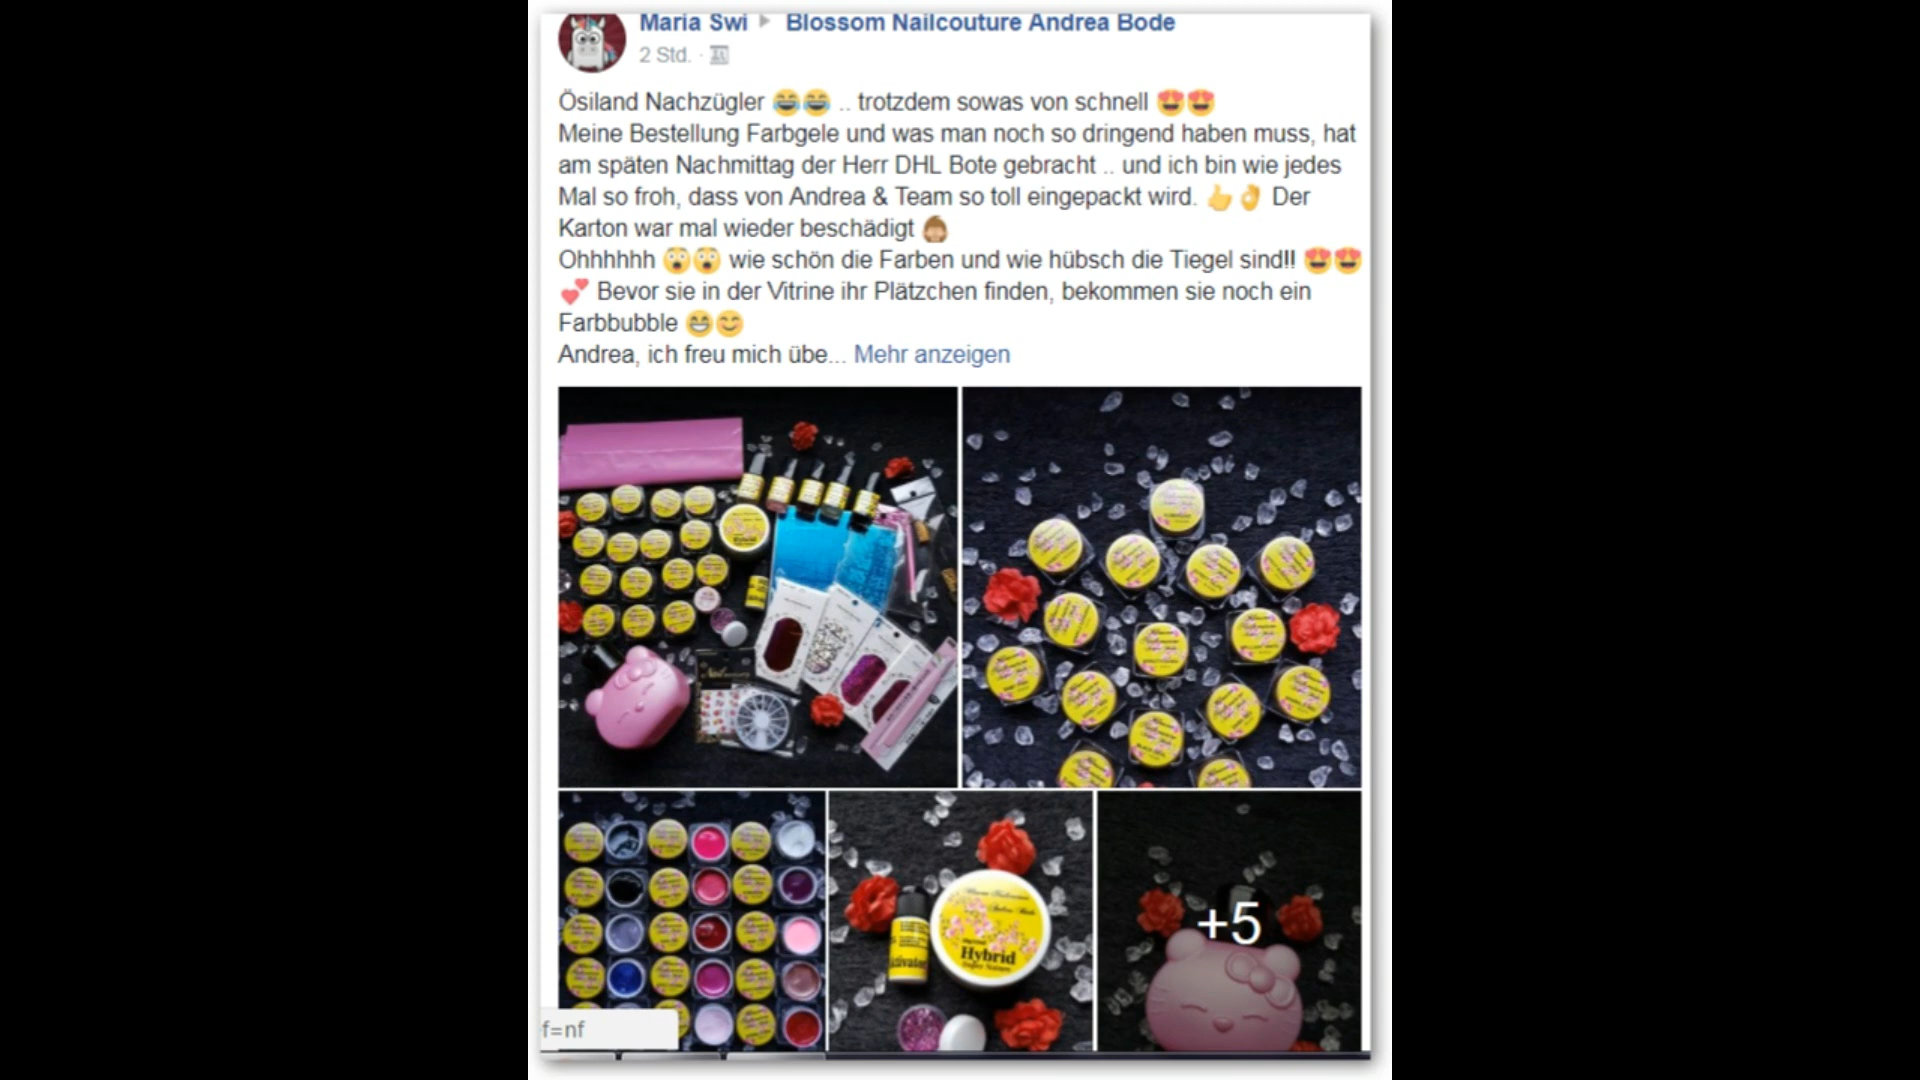 Maria Swi Blossom Nailcouture Andrea Bode
2 Std. ·
Ösiland Nachzügler 😂😂 .. trotzdem sowas von schnell 😍😍
Meine Bestellung Farbgele und was man noch so dringend haben muss, hat
am späten Nachmittag der Herr DHL Bote gebracht .. und ich bin wie jedes
Mal so froh, dass von Andrea & Team so toll eingepackt wird. 👍👌 Der
Karton war mal wieder beschädigt 🙈
Ohhhhhh 😲😲 wie schön die Farben und wie hübsch die Tiegel sind!! 😍😍
💕 Bevor sie in der Vitrine ihr Plätzchen finden, bekommen sie noch ein
Farbbubble 😁😊
Andrea, ich freu mich übe... Mehr anzeigen
Hybrid
+5
f=nf